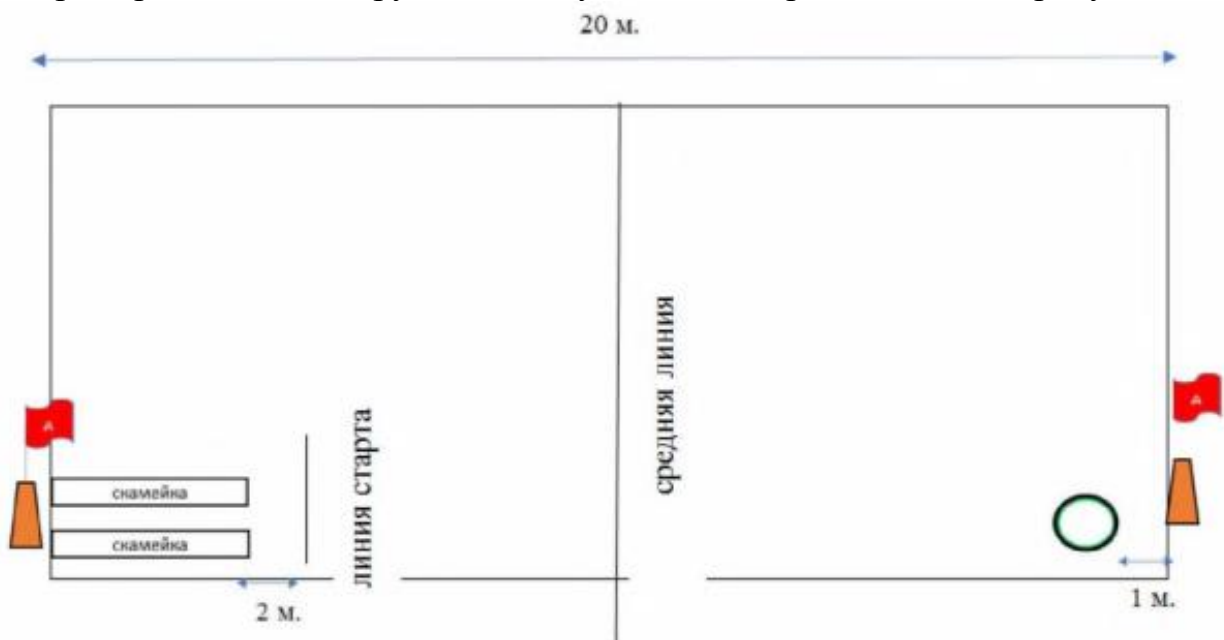 20 м.
средняя линия
А
А
линия старта
скамейка
скамейка
2 м.
1 м.